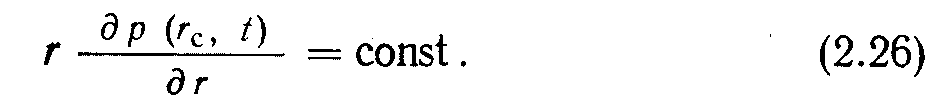 r ∂p (r_c, t) / ∂r = const. (2.26)